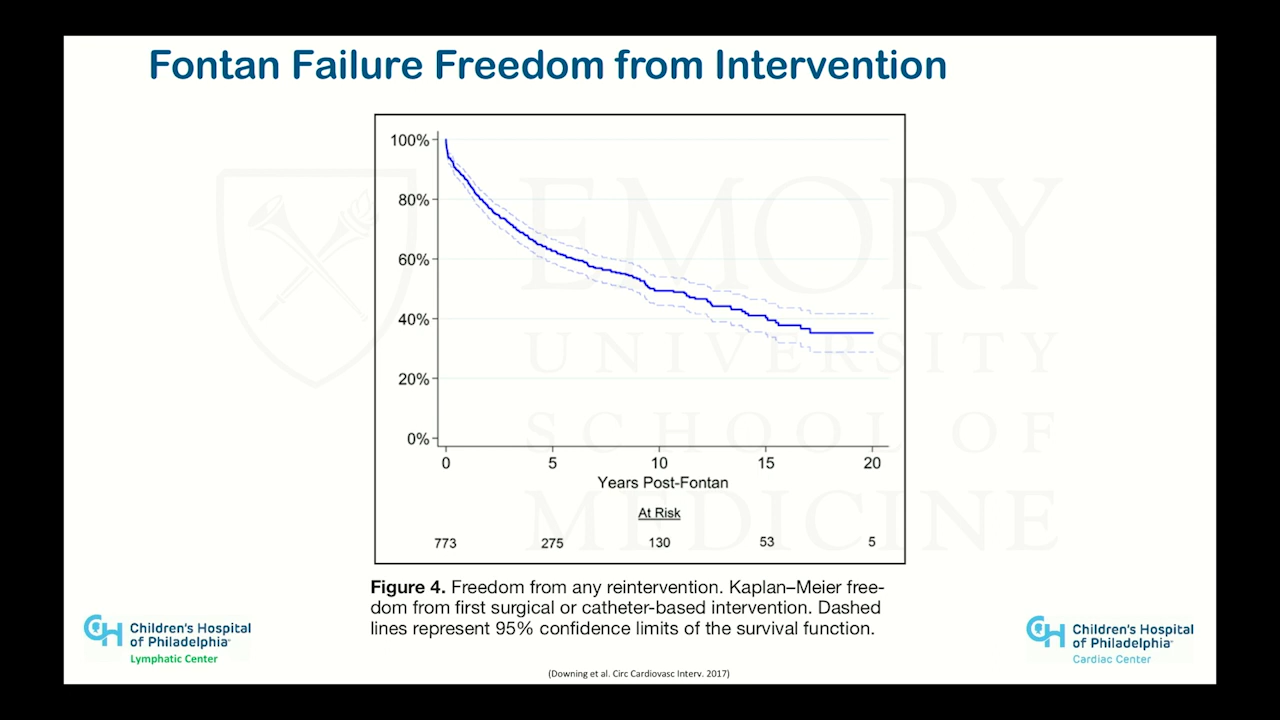 Fontan Failure Freedom from Intervention
EMORY
UNIVERSITY
SCHOOL OF
MEDICINE
100%
80%
60%
40%
20%
0%
0 5 10 15 20
Years Post-Fontan
At Risk
773 275 130 53 5
Figure 4. Freedom from any reintervention. Kaplan–Meier free-
dom from first surgical or catheter-based intervention. Dashed
lines represent 95% confidence limits of the survival function.
CH Children's Hospital
of Philadelphia
Lymphatic Center
CH Children's Hospital
of Philadelphia
Cardiac Center
(Downing et al. Circ Cardiovasc Interv. 2017)